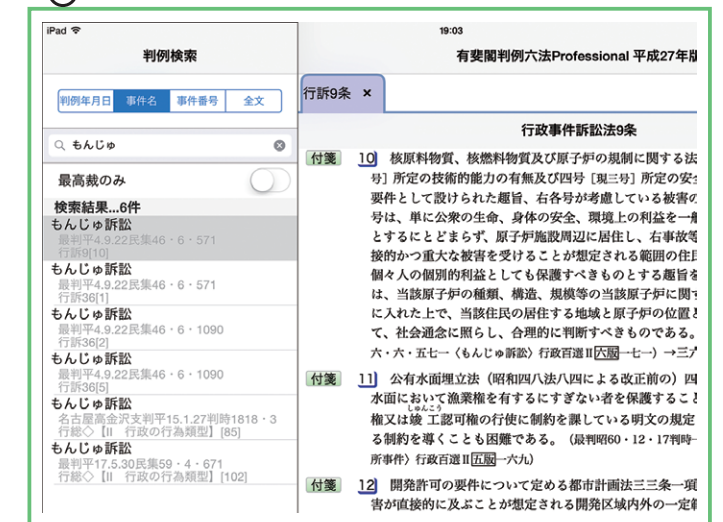 iPad
19:03
判例検索
有斐閣判例六法Professional 平成27年版
判例年月日 事件名 事件番号 全文
行訴9条 ×
もんじゅ
行政事件訴訟法9条
最高裁のみ
検索結果...6件
もんじゅ訴訟
最判平4.9.22民集46・6・571
行訴9[10]
もんじゅ訴訟
最判平4.9.22民集46・6・571
行訴36[1]
もんじゅ訴訟
最判平4.9.22民集46・6・1090
行訴36[2]
もんじゅ訴訟
最判平4.9.22民集46・6・1090
行訴36[5]
もんじゅ訴訟
名古屋高金沢支判平15.1.27判時1818・3
行総◇【II 行政の行為類型】[85]
もんじゅ訴訟
最判平17.5.30民集59・4・671
行総◇【II 行政の行為類型】[102]
付箋 10 核原料物質、核燃料物質及び原子炉の規制に関する法
号］所定の技術的能力の有無及び四号［現三号］所定の安全
要件として設けられた趣旨、右各号が考慮している被害の
号は、単に公衆の生命、身体の安全、環境上の利益を一般
とするにとどまらず、原子炉施設周辺に居住し、右事故等
接的かつ重大な被害を受けることが想定される範囲の住民
個々人の個別的利益としても保護すべきものとする趣旨を
は、当該原子炉の種類、構造、規模等の当該原子炉に関す
に入れた上で、当該住民の居住する地域と原子炉の位置と
て、社会通念に照らし、合理的に判断すべきものである。
六・六・五七一〈もんじゅ訴訟〉行政百選Ⅱ六版一七一）→三六
付箋 11 公有水面埋立法（昭和四八法八四による改正前の）四
水面において漁業権を有するにすぎない者を保護すること
権又は竣工認可権の行使に制約を課している明文の規定
しゅんこう
る制約を導くことも困難である。（最判昭60・12・17判時一
所事件〉行政百選Ⅱ五版一六九）
付箋 12 開発許可の要件について定める都市計画法三三条一項
害が直接的に及ぶことが想定される開発区域内外の一定範